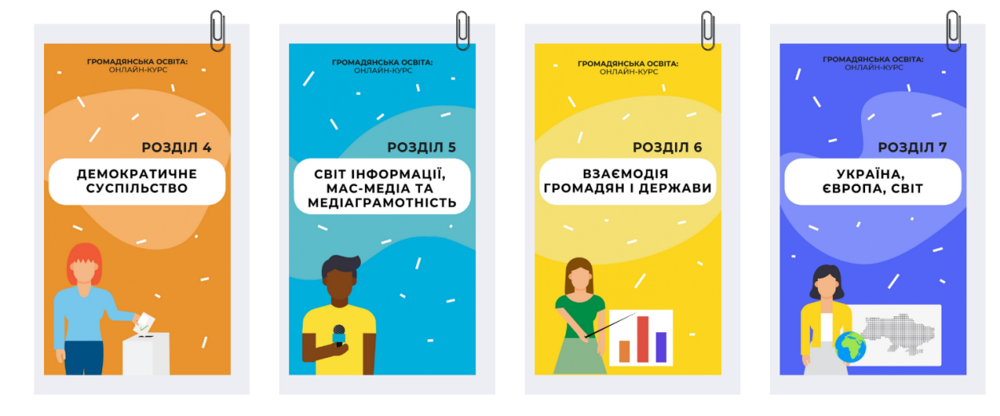 ГРОМАДЯНСЬКА ОСВІТА:
ОНЛАЙН-КУРС
РОЗДІЛ 4
ДЕМОКРАТИЧНЕ
СУСПІЛЬСТВО
ГРОМАДЯНСЬКА ОСВІТА:
ОНЛАЙН-КУРС
РОЗДІЛ 5
СВІТ ІНФОРМАЦІЇ,
МАС-МЕДІА ТА
МЕДІАГРАМОТНІСТЬ
ГРОМАДЯНСЬКА ОСВІТА:
ОНЛАЙН-КУРС
РОЗДІЛ 6
ВЗАЄМОДІЯ
ГРОМАДЯН І ДЕРЖАВИ
ГРОМАДЯНСЬКА ОСВІТА:
ОНЛАЙН-КУРС
РОЗДІЛ 7
УКРАЇНА,
ЄВРОПА, СВІТ